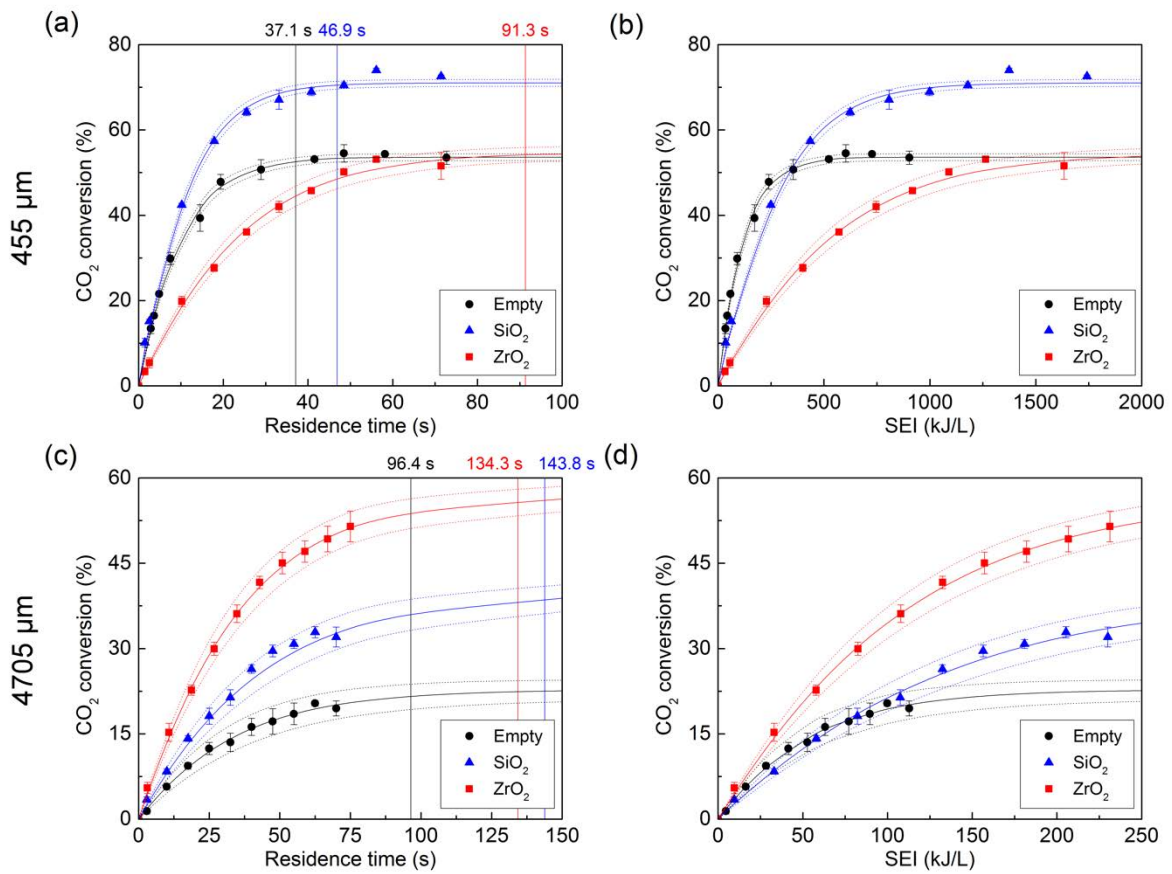 (a)
37.1 s 46.9 s 91.3 s
80
60
40
20
0
CO₂ conversion (%)
455 μm
Empty
SiO₂
ZrO₂
0 20 40 60 80 100
Residence time (s)
(b)
80
60
40
20
0
CO₂ conversion (%)
Empty
SiO₂
ZrO₂
0 500 1000 1500 2000
SEI (kJ/L)
(c)
96.4 s 134.3 s 143.8 s
60
45
30
15
0
CO₂ conversion (%)
4705 μm
Empty
SiO₂
ZrO₂
0 25 50 75 100 125 150
Residence time (s)
(d)
60
45
30
15
0
CO₂ conversion (%)
Empty
SiO₂
ZrO₂
0 50 100 150 200 250
SEI (kJ/L)